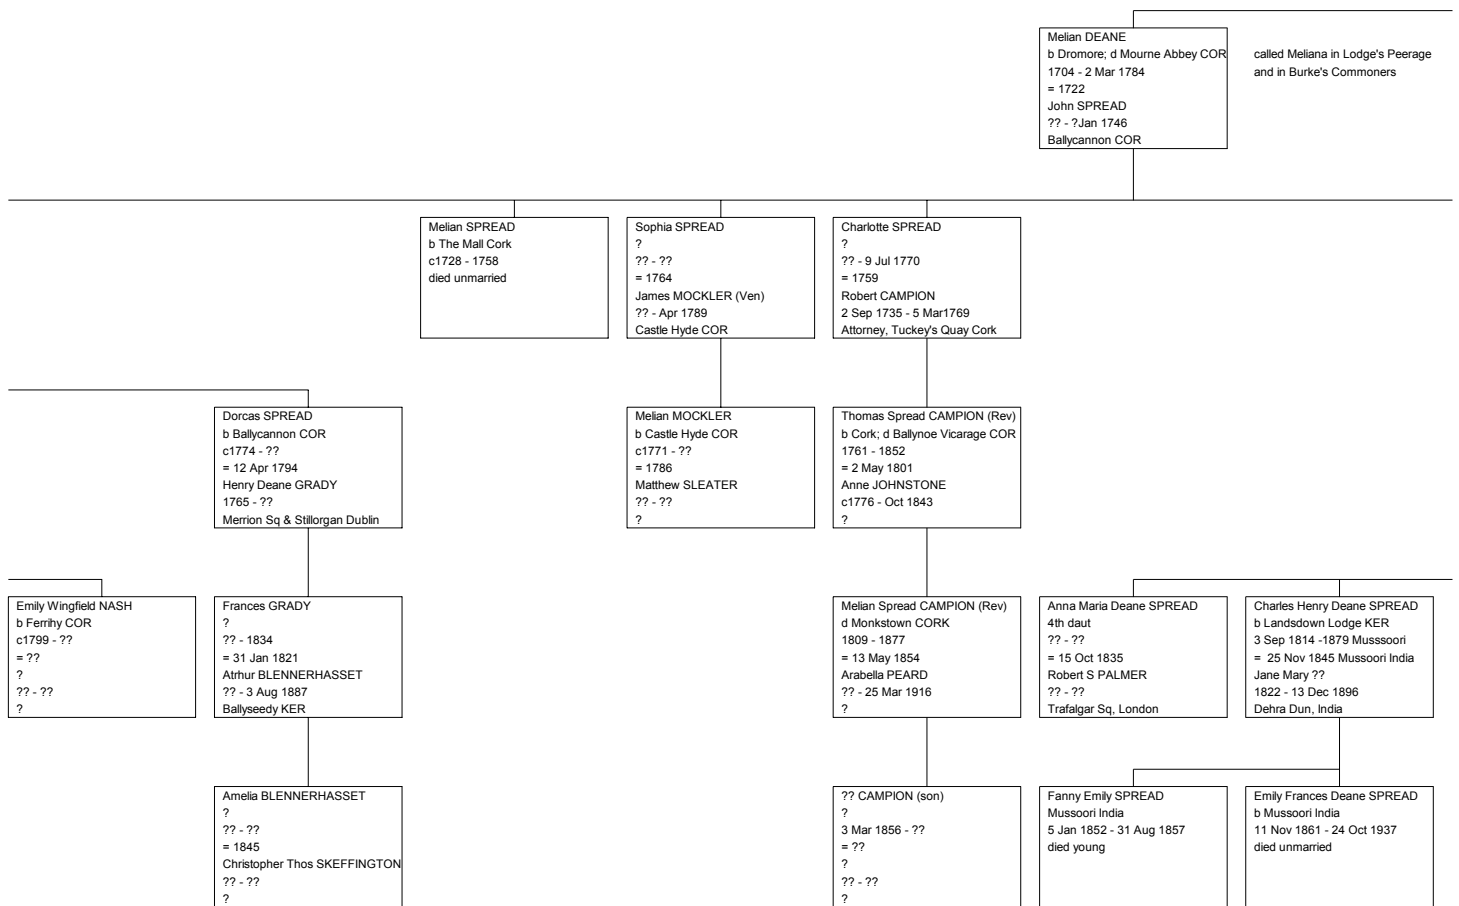 Melian DEANE
b Dromore; d Mourne Abbey COR
1704 - 2 Mar 1784
= 1722
John SPREAD
?? - ?Jan 1746
Ballycannon COR
called Meliana in Lodge's Peerage
and in Burke's Commoners
Melian SPREAD
b The Mall Cork
c1728 - 1758
died unmarried
Sophia SPREAD
?
?? - ??
= 1764
James MOCKLER (Ven)
?? - Apr 1789
Castle Hyde COR
Charlotte SPREAD
?
?? - 9 Jul 1770
= 1759
Robert CAMPION
2 Sep 1735 - 5 Mar1769
Attorney, Tuckey's Quay Cork
Dorcas SPREAD
b Ballycannon COR
c1774 - ??
= 12 Apr 1794
Henry Deane GRADY
1765 - ??
Merrion Sq & Stillorgan Dublin
Melian MOCKLER
b Castle Hyde COR
c1771 - ??
= 1786
Matthew SLEATER
?? - ??
?
Thomas Spread CAMPION (Rev)
b Cork; d Ballynoe Vicarage COR
1761 - 1852
= 2 May 1801
Anne JOHNSTONE
c1776 - Oct 1843
?
Emily Wingfield NASH
b Ferrihy COR
c1799 - ??
= ??
?
?? - ??
?
Frances GRADY
?
?? - 1834
= 31 Jan 1821
Atrhur BLENNERHASSET
?? - 3 Aug 1887
Ballyseedy KER
Melian Spread CAMPION (Rev)
d Monkstown CORK
1809 - 1877
= 13 May 1854
Arabella PEARD
?? - 25 Mar 1916
?
Anna Maria Deane SPREAD
4th daut
?? - ??
= 15 Oct 1835
Robert S PALMER
?? - ??
Trafalgar Sq, London
Charles Henry Deane SPREAD
b Landsdown Lodge KER
3 Sep 1814 -1879 Musssoori
=  25 Nov 1845 Mussoori India
Jane Mary ??
1822 - 13 Dec 1896
Dehra Dun, India
Amelia BLENNERHASSET
?
?? - ??
= 1845
Christopher Thos SKEFFINGTON
?? - ??
?
?? CAMPION (son)
?
3 Mar 1856 - ??
= ??
?
?? - ??
?
Fanny Emily SPREAD
Mussoori India
5 Jan 1852 - 31 Aug 1857
died young
Emily Frances Deane SPREAD
b Mussoori India
11 Nov 1861 - 24 Oct 1937
died unmarried